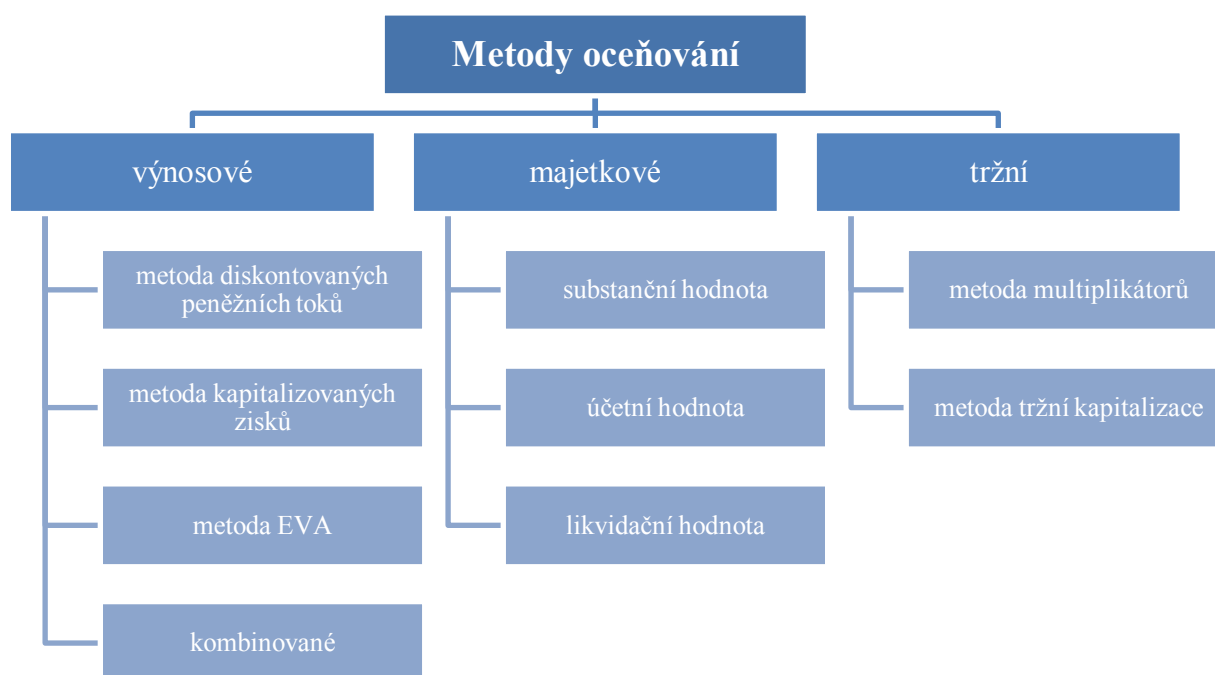 Metody oceňování
výnosové
metoda diskontovaných
peněžních toků
metoda kapitalizovaných
zisků
metoda EVA
kombinované
majetkové
substanční hodnota
účetní hodnota
likvidační hodnota
tržní
metoda multiplikátorů
metoda tržní kapitalizace